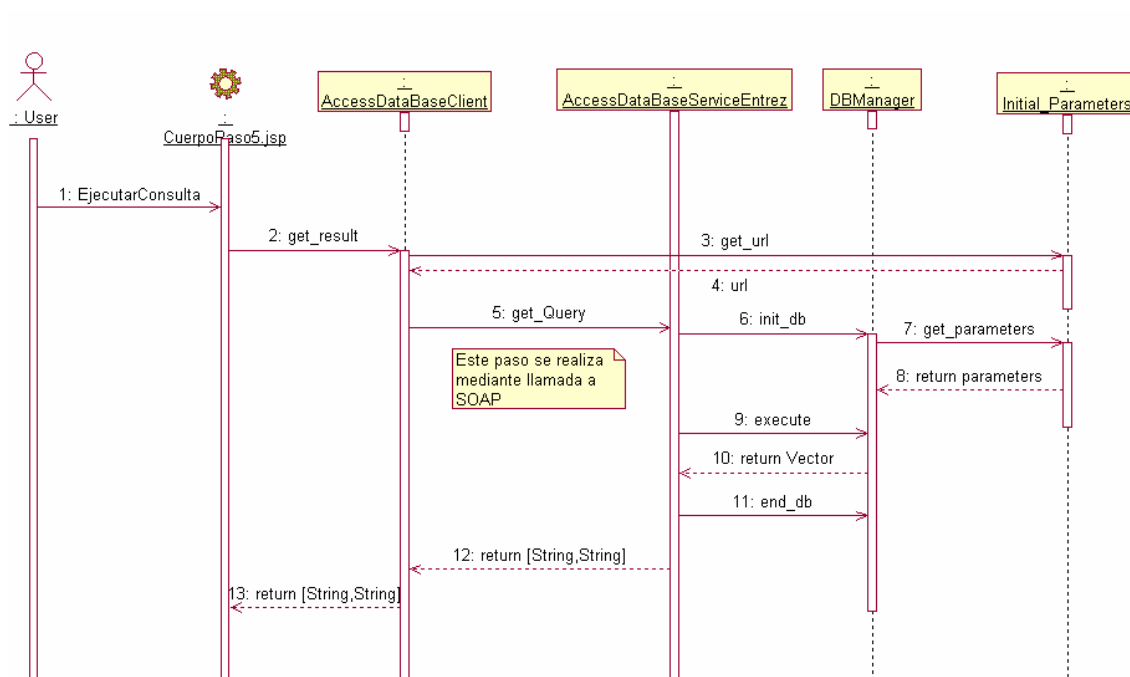 : User
:
CuerpoPaso5.jsp
:
AccessDataBaseClient
:
AccessDataBaseServiceEntrez
:
DBManager
:
Initial_Parameters
1: EjecutarConsulta
2: get_result
3: get_url
4: url
5: get_Query
6: init_db
7: get_parameters
Este paso se realiza
mediante llamada a
SOAP
8: return parameters
9: execute
10: return Vector
11: end_db
12: return [String,String]
13: return [String,String]